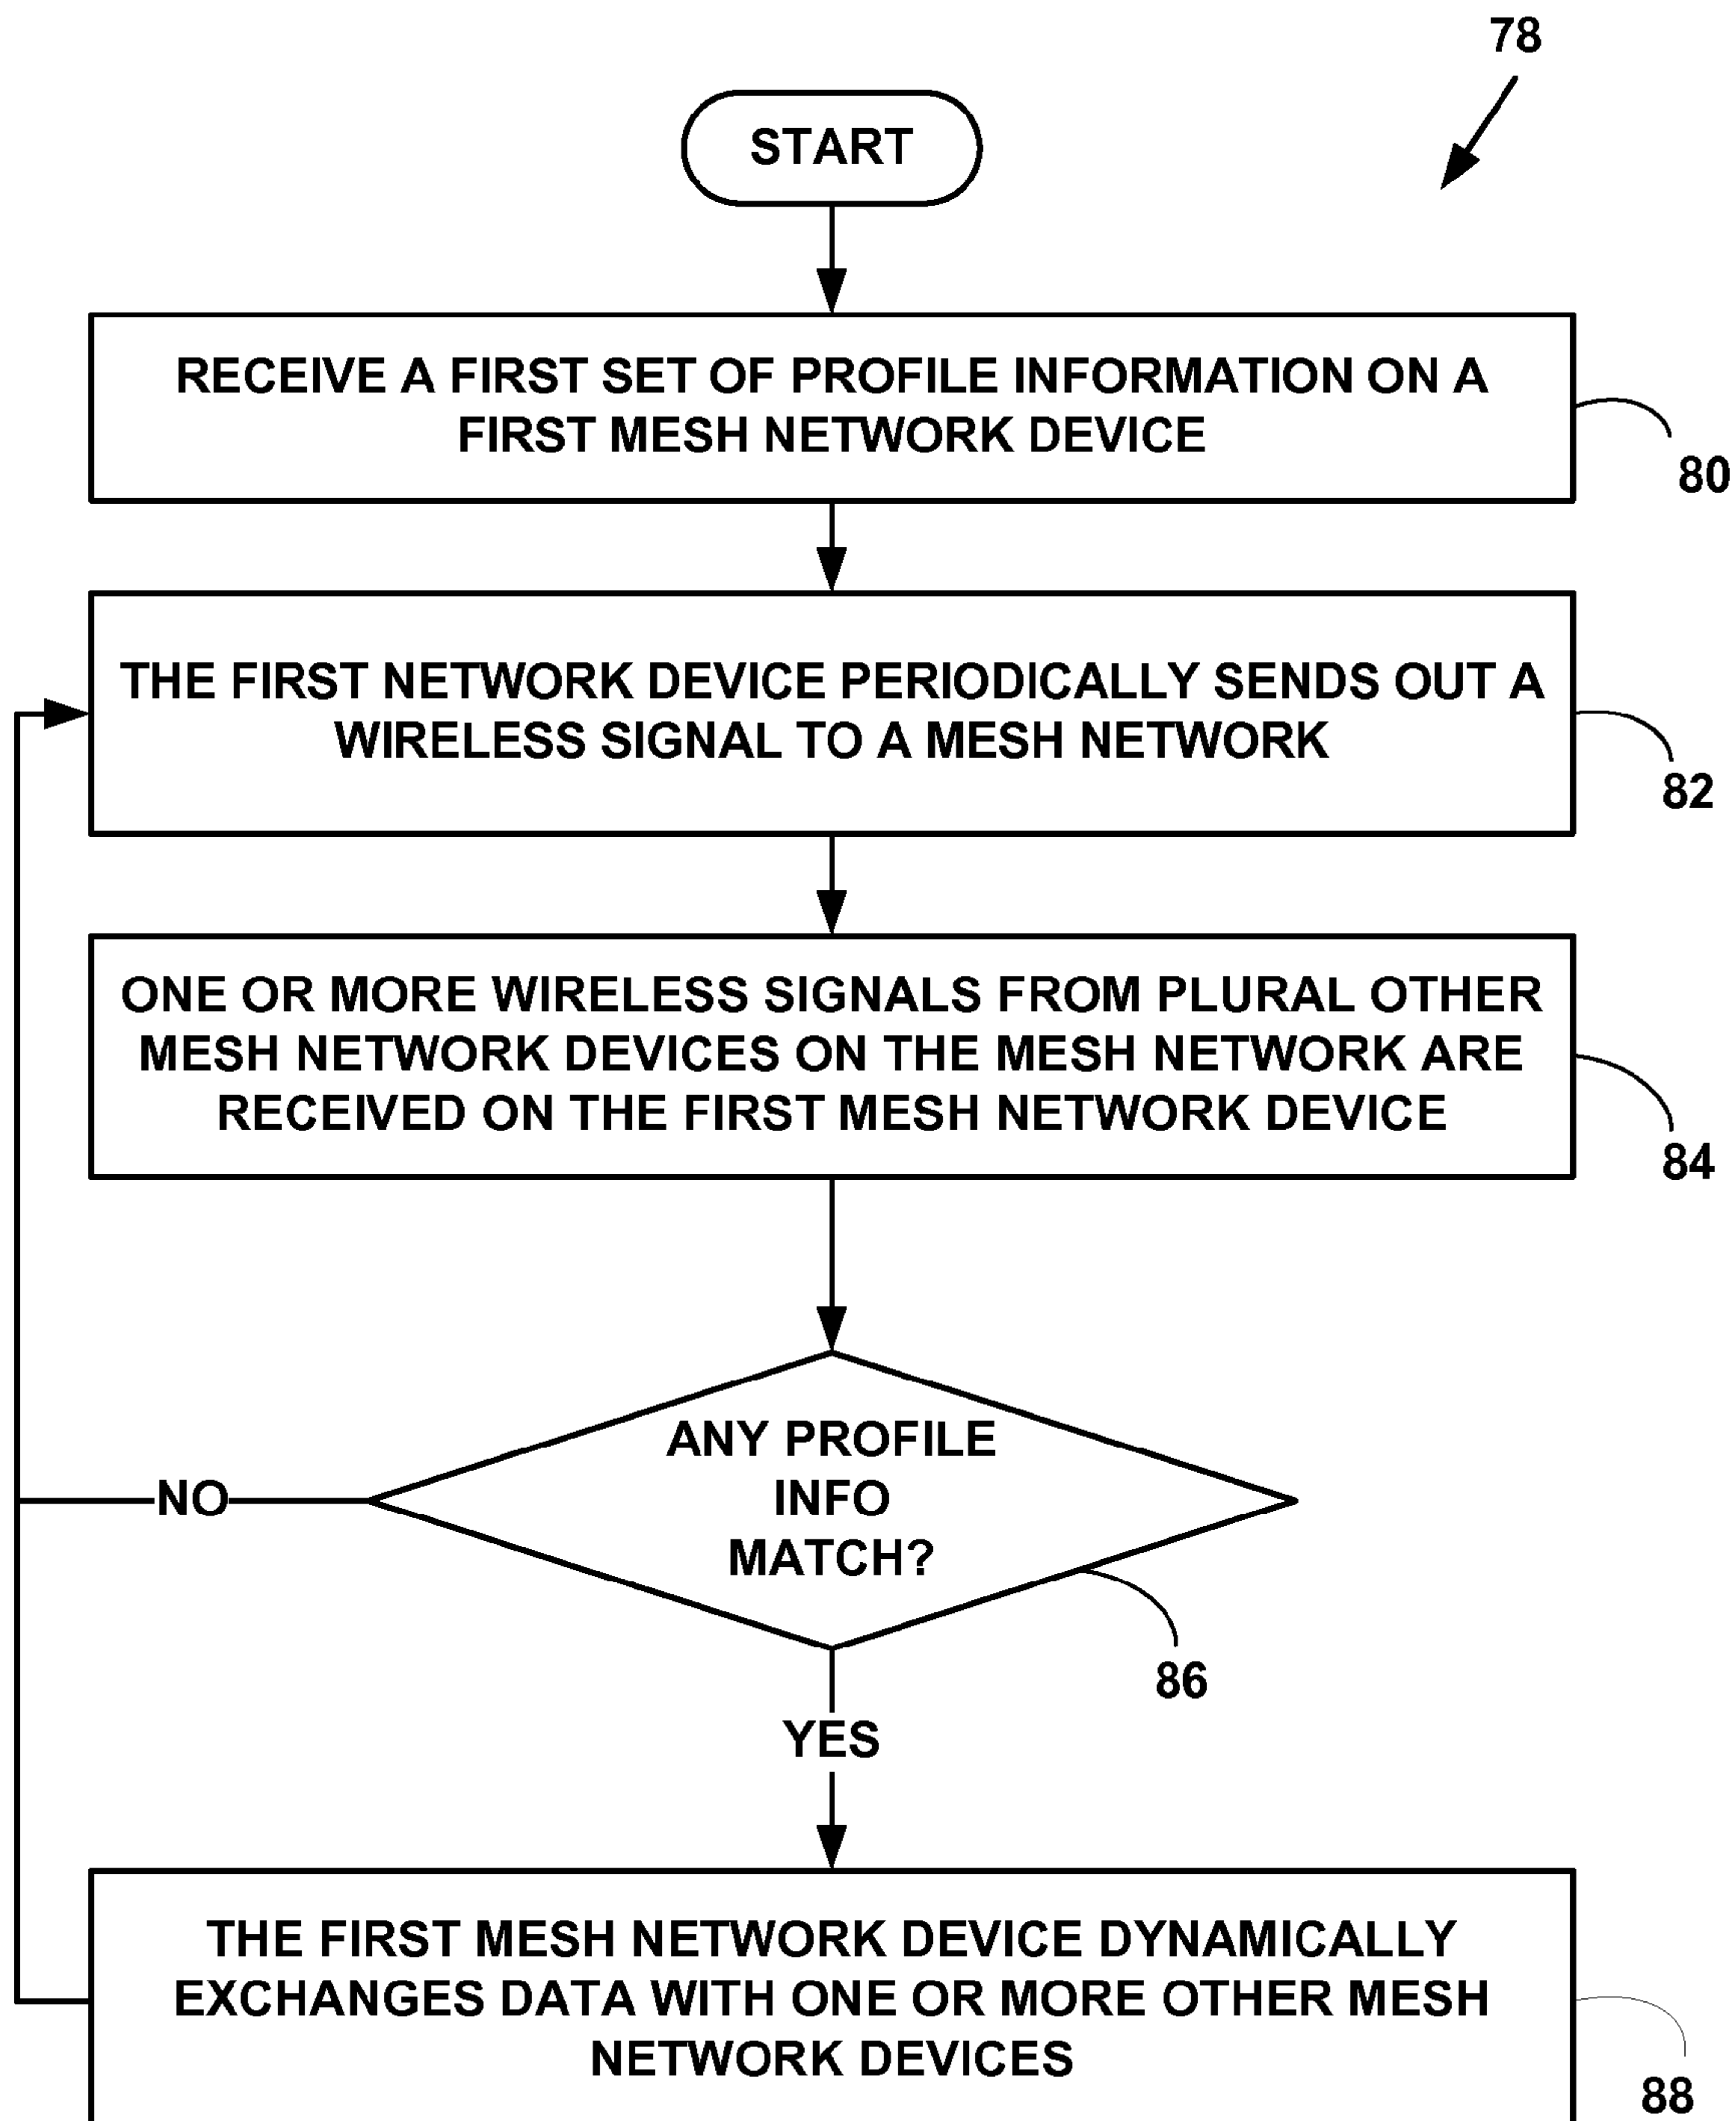 78
START
RECEIVE A FIRST SET OF PROFILE INFORMATION ON A
FIRST MESH NETWORK DEVICE
80
THE FIRST NETWORK DEVICE PERIODICALLY SENDS OUT A
WIRELESS SIGNAL TO A MESH NETWORK
82
ONE OR MORE WIRELESS SIGNALS FROM PLURAL OTHER
MESH NETWORK DEVICES ON THE MESH NETWORK ARE
RECEIVED ON THE FIRST MESH NETWORK DEVICE
84
ANY PROFILE
INFO
MATCH?
NO
86
YES
THE FIRST MESH NETWORK DEVICE DYNAMICALLY
EXCHANGES DATA WITH ONE OR MORE OTHER MESH
NETWORK DEVICES
88